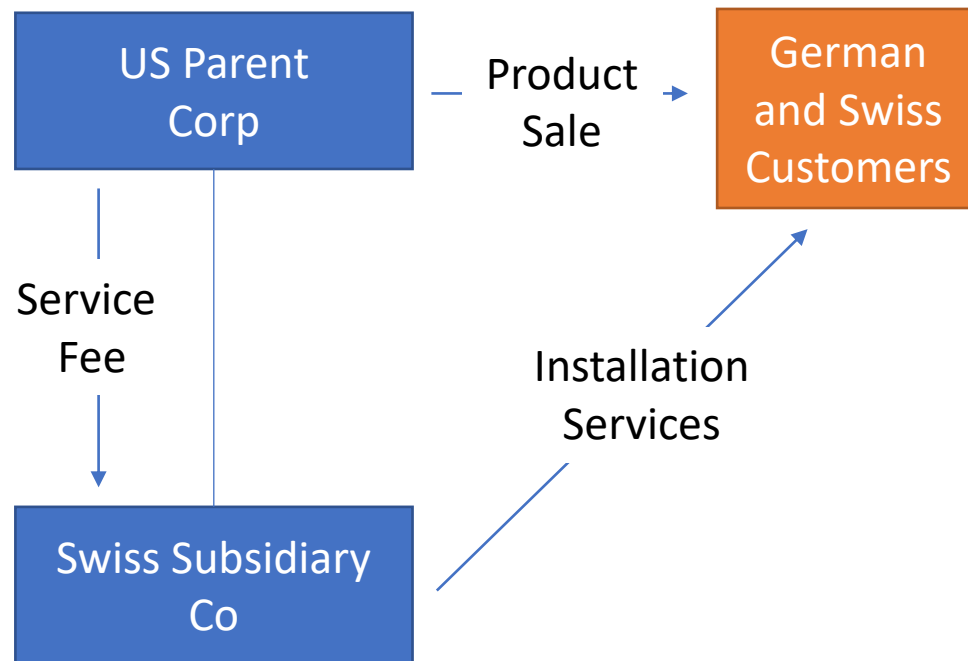 US Parent
Corp
Product
Sale
German
and Swiss
Customers
Service
Fee
Installation
Services
Swiss Subsidiary
Co